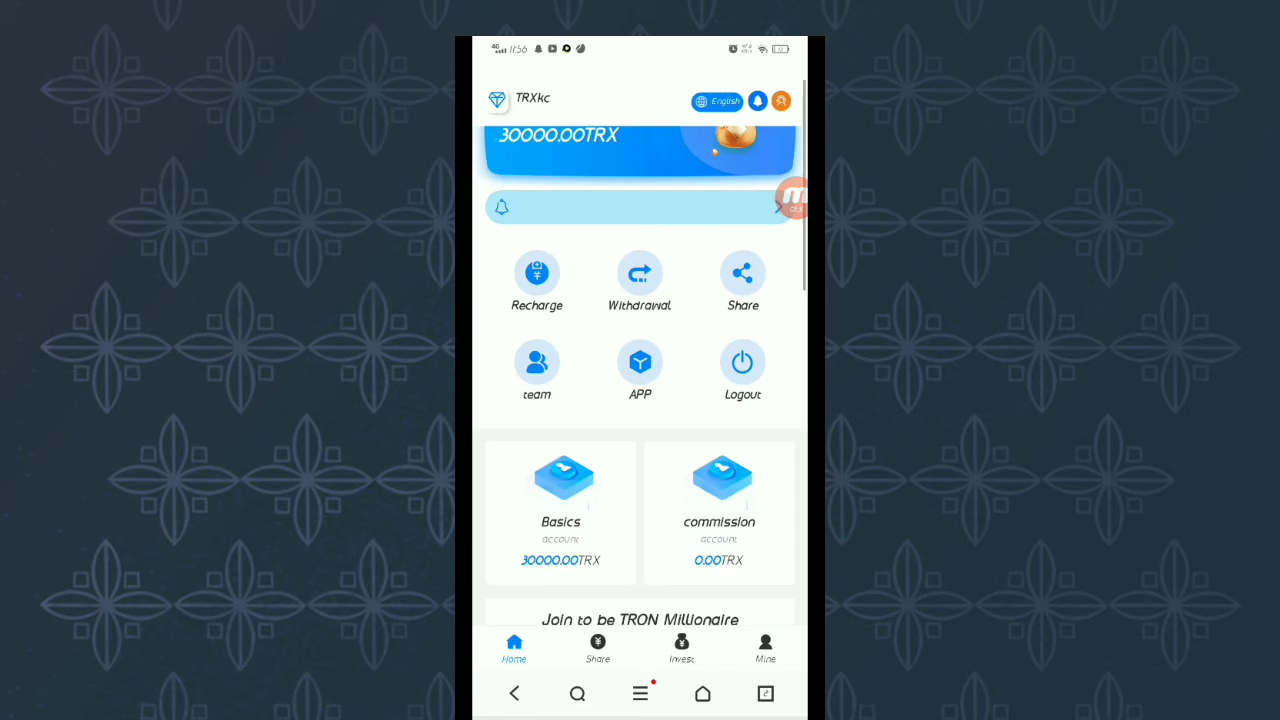 4G 11:56
TRXkc
English
30000.00TRX
Recharge
Withdrawal
Share
team
APP
Logout
Basics
account
30000.00TRX
commission
account
0.00TRX
Join to be TRON Millionaire
Home
Share
Invest
Mine